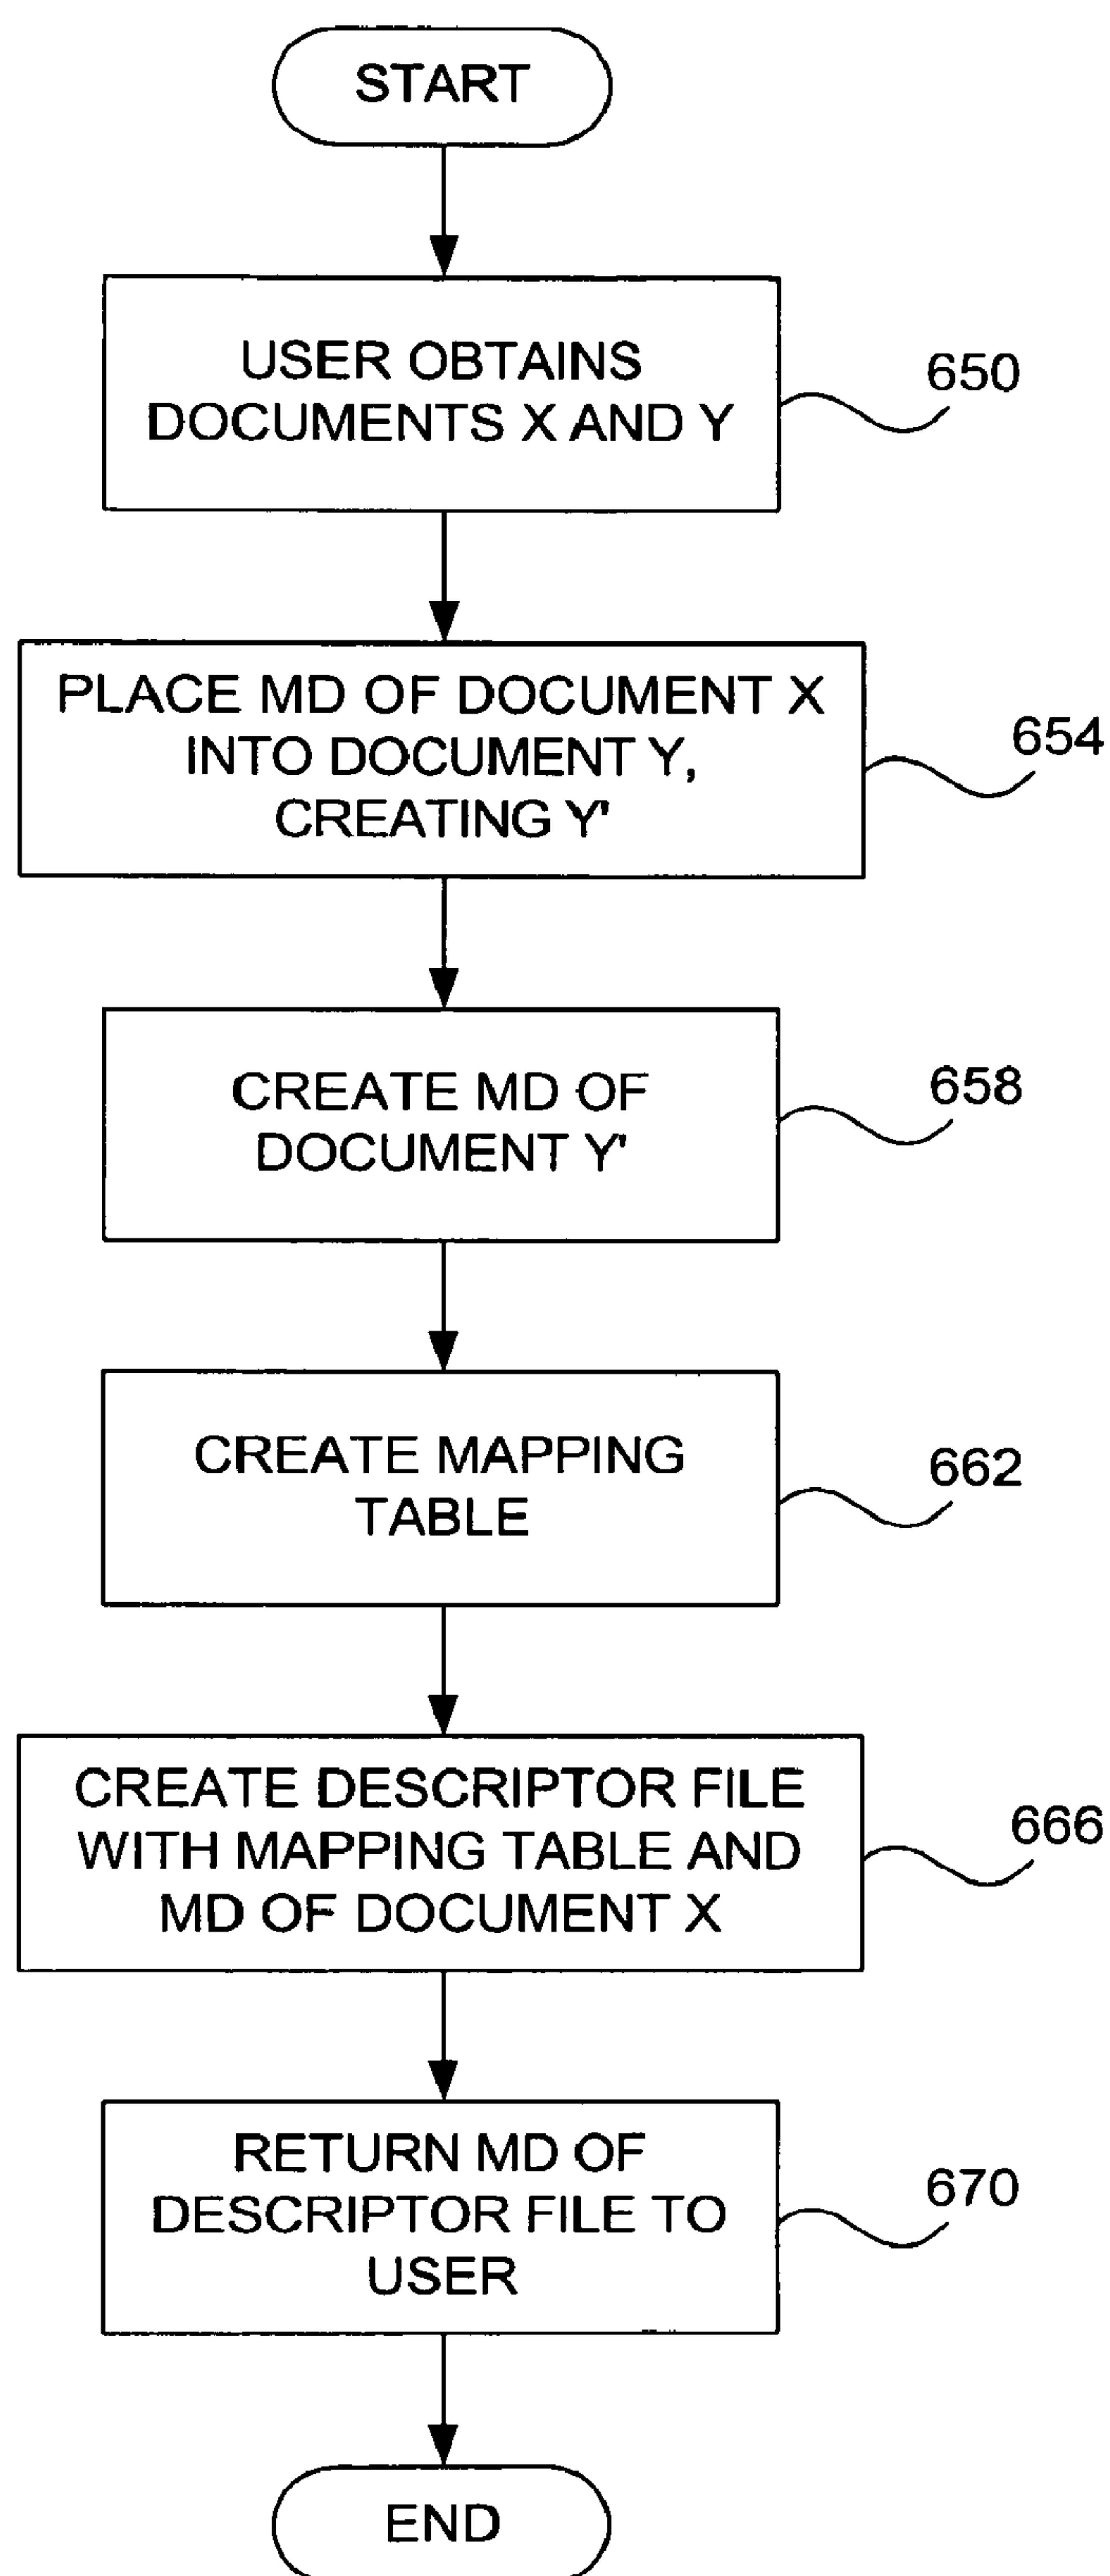 START
USER OBTAINS
DOCUMENTS X AND Y
650
PLACE MD OF DOCUMENT X
INTO DOCUMENT Y,
CREATING Y'
654
CREATE MD OF
DOCUMENT Y'
658
CREATE MAPPING
TABLE
662
CREATE DESCRIPTOR FILE
WITH MAPPING TABLE AND
MD OF DOCUMENT X
666
RETURN MD OF
DESCRIPTOR FILE TO
USER
670
END